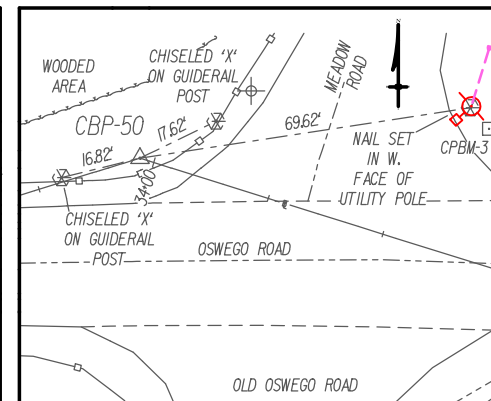 N
WOODED
AREA
CHISELED 'X'
ON GUIDERAIL
POST
MEADOW
ROAD
CBP-50
17.62'
69.62'
16.82'
34.00'
NAIL SET
IN W.
FACE OF
UTILITY POLE
CPBM-3
CHISELED 'X'
ON GUIDERAIL
POST
OSWEGO ROAD
OLD OSWEGO ROAD